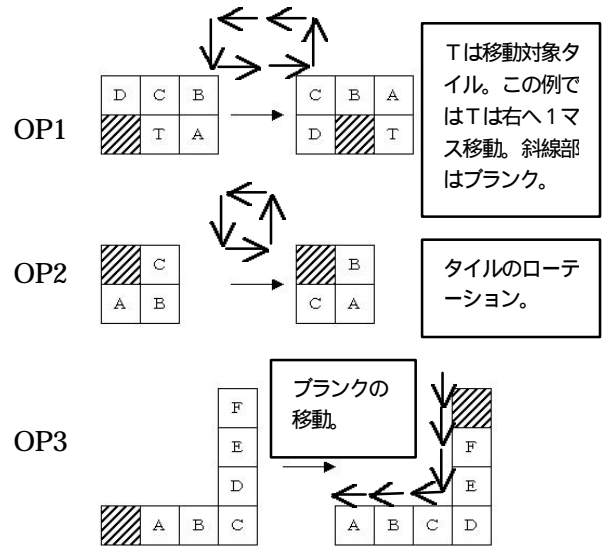 OP1
D C B
T A
C B A
D T
Tは移動対象タ
イル。この例で
はTは右へ1マ
ス移動。斜線部
はブランク。
OP2
C
A B
B
C A
タイルのローテ
ーション。
OP3
F
E
D
A B C
ブランクの
移動。
F
E
A B C D